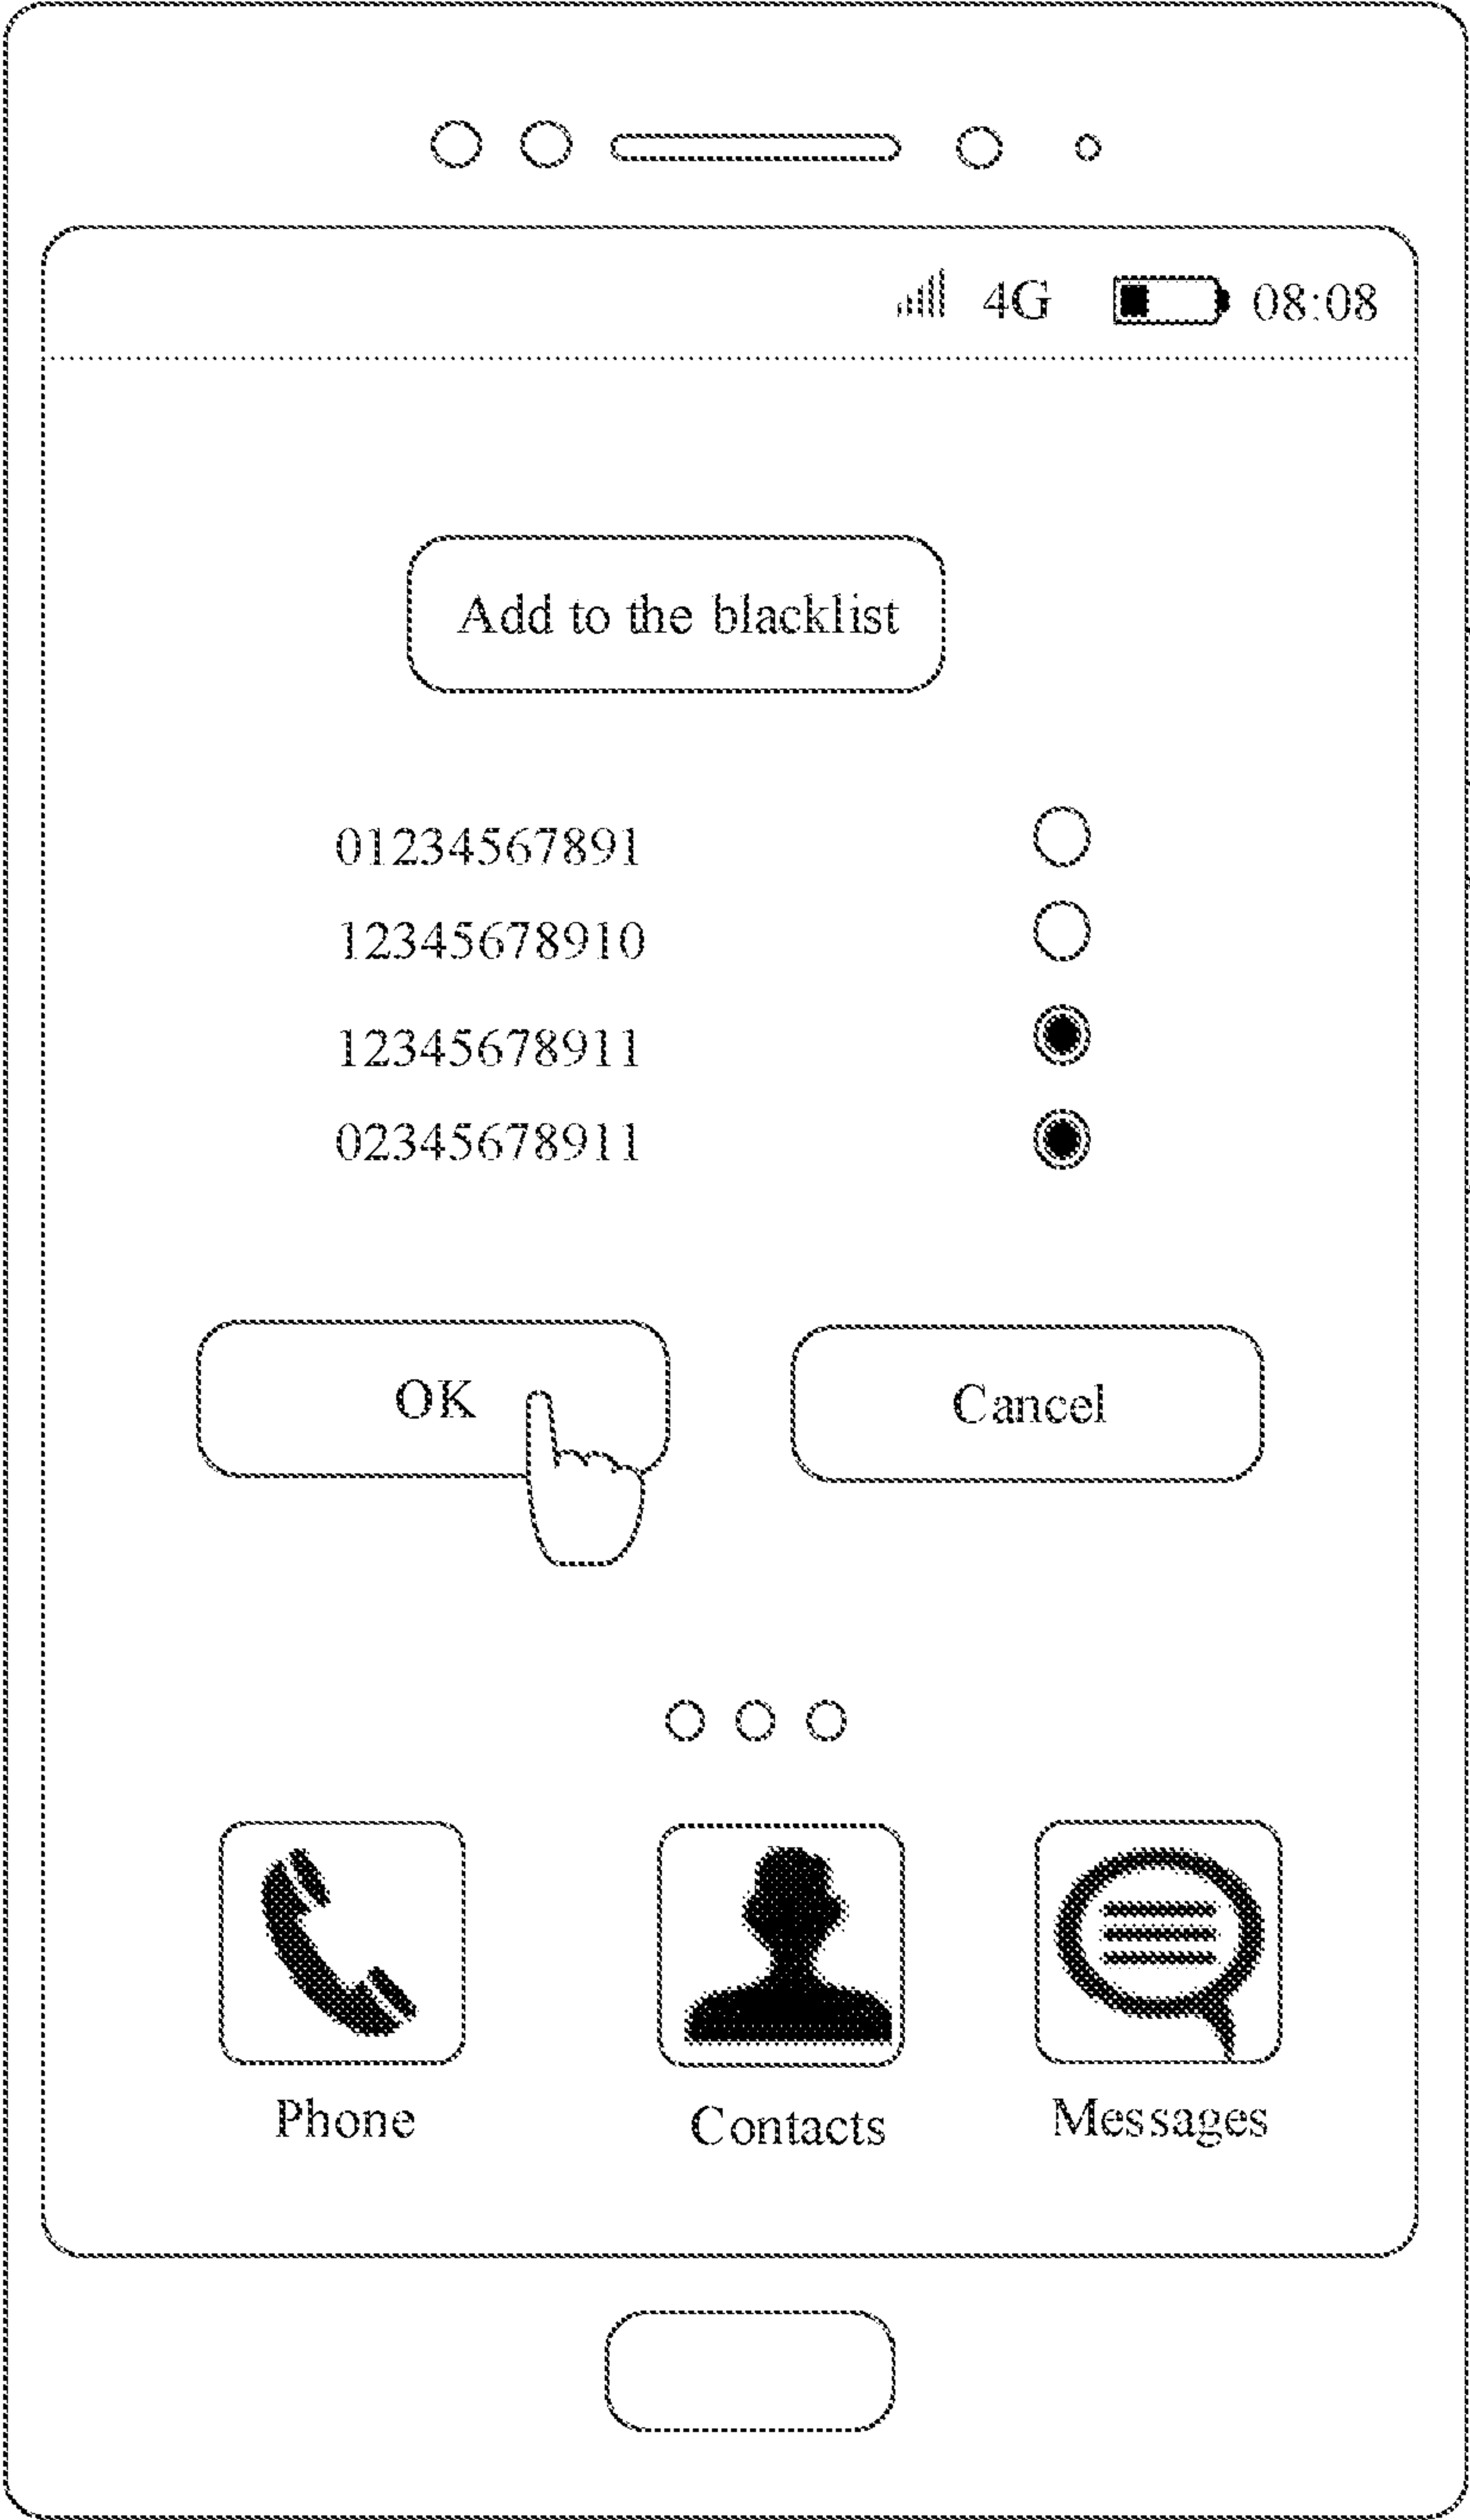 4G 08:08
Add to the blacklist
01234567891
12345678910
12345678911
02345678911
OK Cancel
Phone Contacts Messages